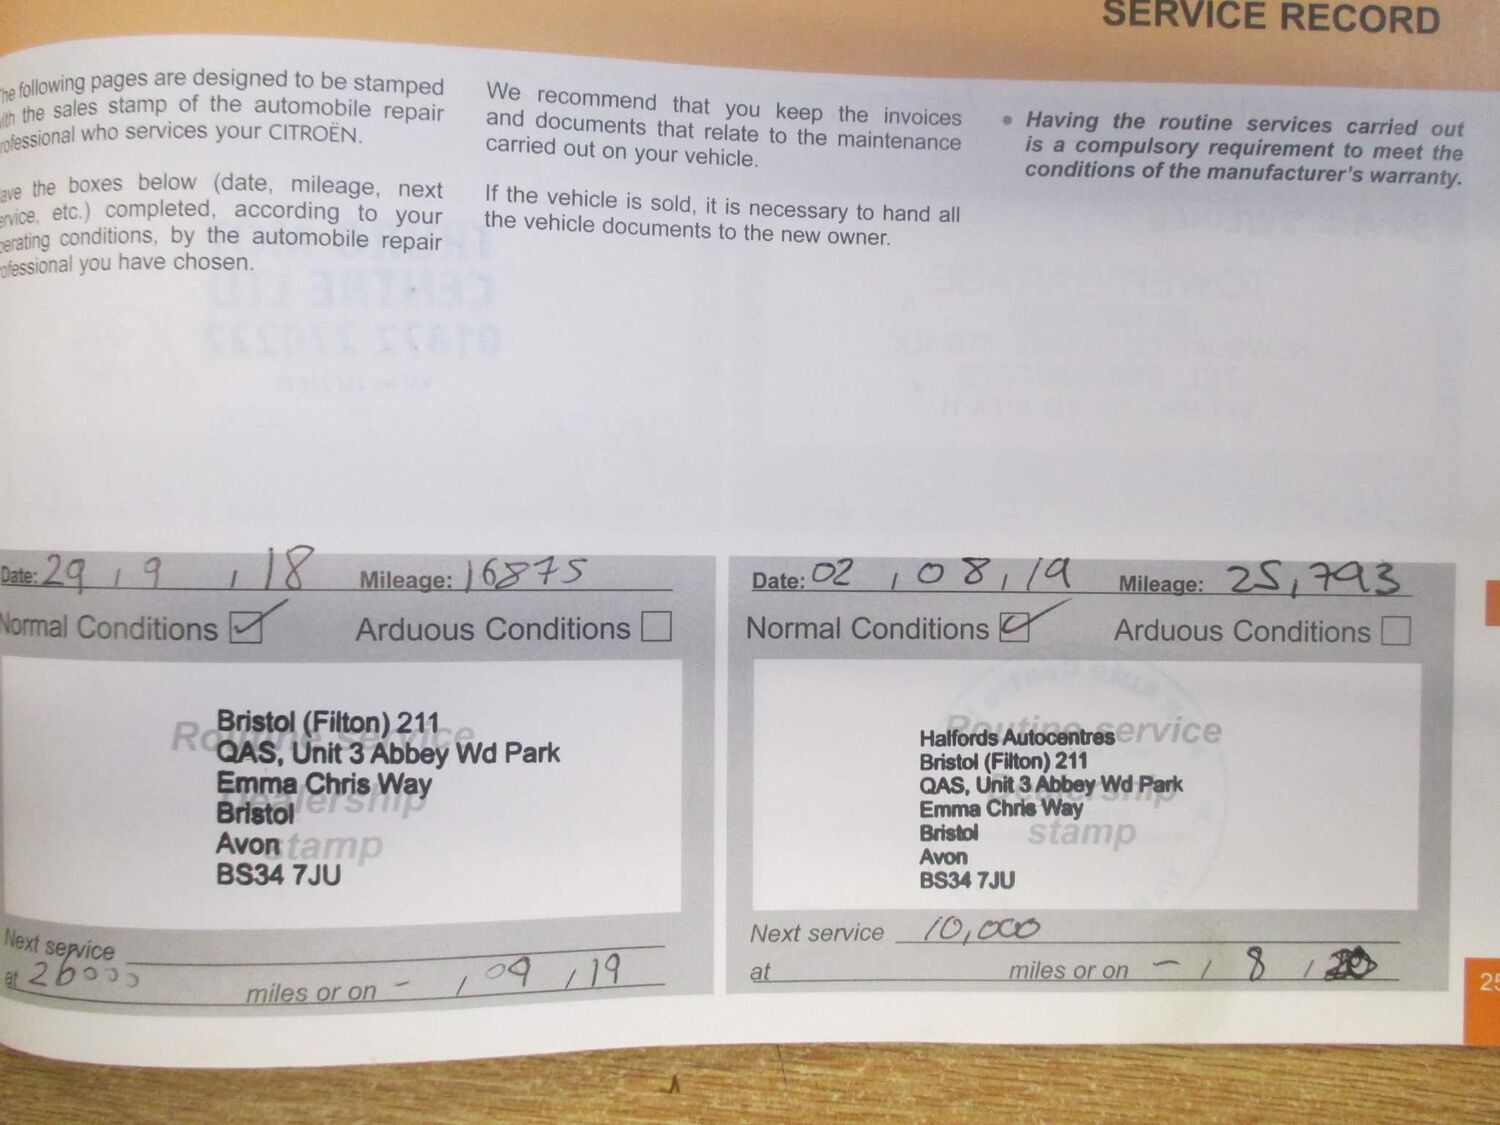 SERVICE RECORD
he following pages are designed to be stamped
ith the sales stamp of the automobile repair
ofessional who services your CITROËN.
ave the boxes below (date, mileage, next
ervice, etc.) completed, according to your
perating conditions, by the automobile repair
ofessional you have chosen.
We recommend that you keep the invoices
and documents that relate to the maintenance
carried out on your vehicle.
If the vehicle is sold, it is necessary to hand all
the vehicle documents to the new owner.
• Having the routine services carried out
is a compulsory requirement to meet the
conditions of the manufacturer's warranty.
Date: 29 / 9 / 18 Mileage: 16875
Normal Conditions Arduous Conditions
Routine service
Dealership
stamp
Bristol (Filton) 211
QAS, Unit 3 Abbey Wd Park
Emma Chris Way
Bristol
Avon
BS34 7JU
Next service
at 26000 miles or on - / 09 / 19
Date: 02 / 08 / 19 Mileage: 25,793
Normal Conditions Arduous Conditions
Routine service
Dealership
stamp
Halfords Autocentres
Bristol (Filton) 211
QAS, Unit 3 Abbey Wd Park
Emma Chris Way
Bristol
Avon
BS34 7JU
Next service 10,000
at miles or on - / 8 / 20
25